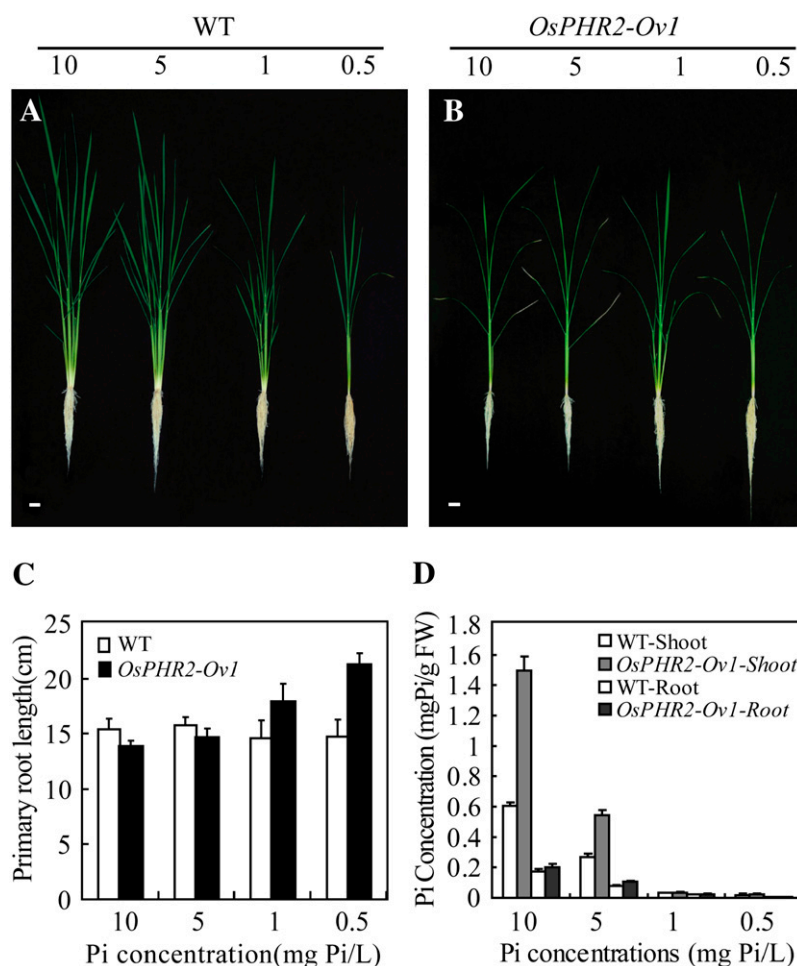 WT OsPHR2-Ov1
10 5 1 0.5 10 5 1 0.5
A B
C
25
20
15
10
5
0
Primary root length(cm)
WT
OsPHR2-Ov1
10 5 1 0.5
Pi concentration(mg Pi/L)
D
1.8
1.6
1.4
1.2
1
0.8
0.6
0.4
0.2
0
Pi Concentration (mgPi/g FW)
WT-Shoot
OsPHR2-Ov1-Shoot
WT-Root
OsPHR2-Ov1-Root
10 5 1 0.5
Pi concentrations (mg Pi/L)